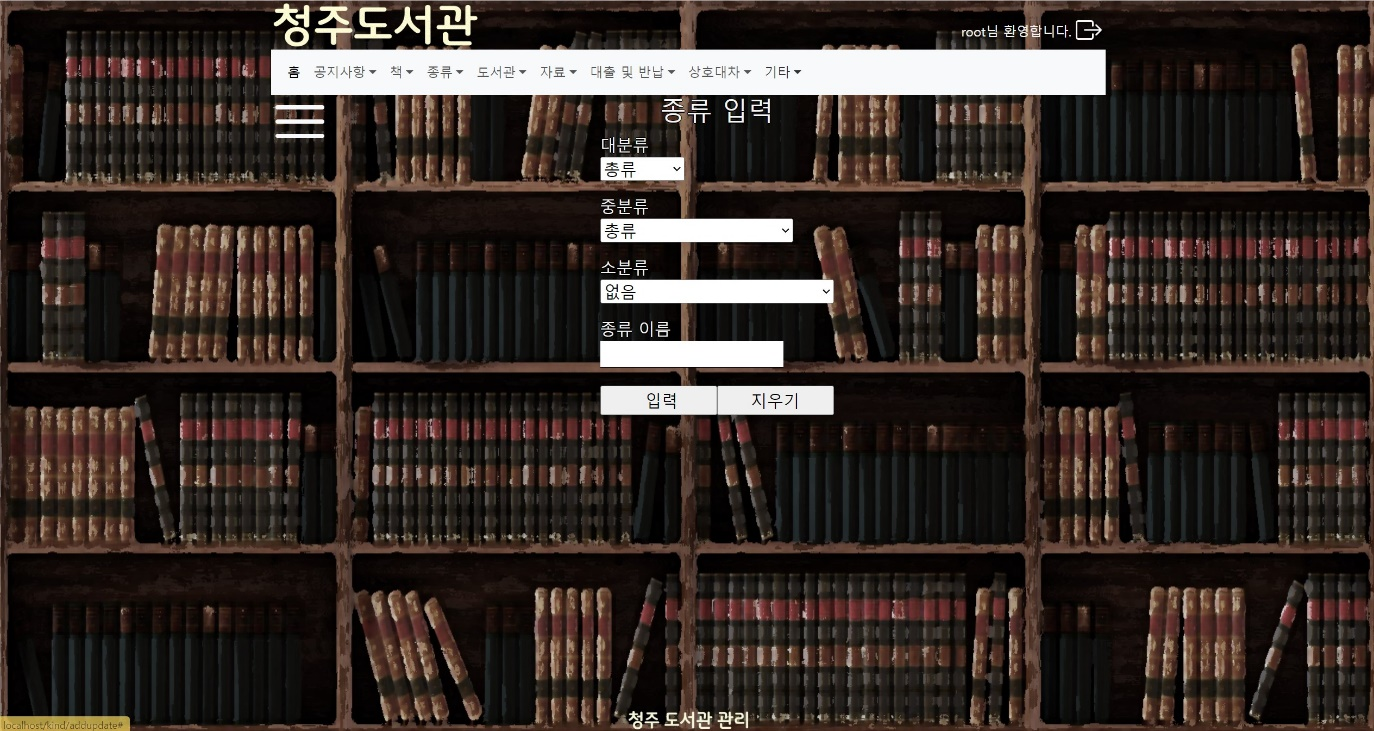 청주도서관
root님 환영합니다.
홈 공지사항 책 종류 도서관 자료 대출 및 반납 상호대차 기타
종류 입력
대분류
총류
중분류
총류
소분류
없음
종류 이름
입력 지우기
청주 도서관 관리
localhost/kind/addupdate#